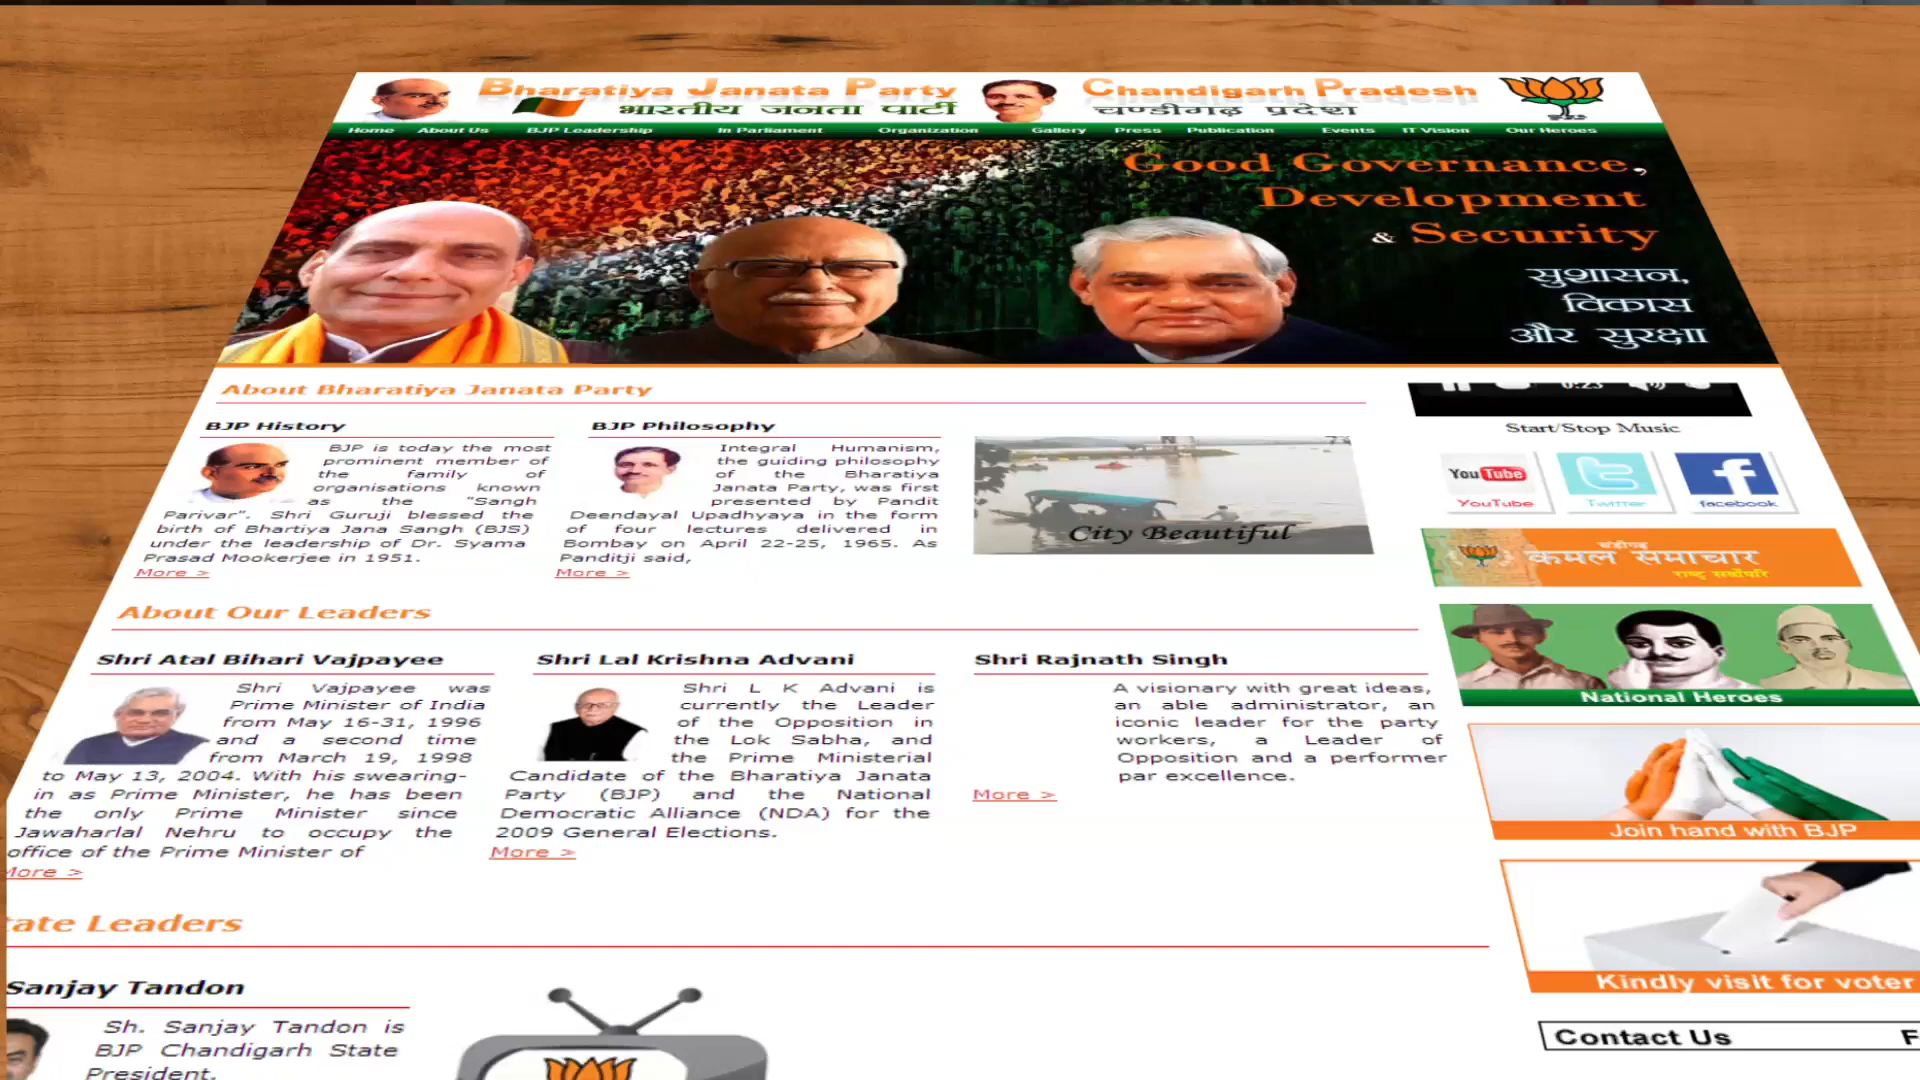 Bharatiya Janata Party
Chandigarh Pradesh
भारतीय जनता पार्टी
चण्डीगढ़ प्रदेश
Home About Us BJP Leadership In Parliament Organization Gallery Press Publication Events IT Vision Our Heroes
Good Governance,
Development
& Security
सुशासन,
विकास
और सुरक्षा
About Bharatiya Janata Party
BJP History
BJP is today the most
prominent member of
the family of
organisations known
as the "Sangh
Parivar". Shri Guruji blessed the
birth of Bhartiya Jana Sangh (BJS)
under the leadership of Dr. Syama
Prasad Mookerjee in 1951.
More >
BJP Philosophy
Integral Humanism,
the guiding philosophy
of the Bharatiya
Janata Party, was first
presented by Pandit
Deendayal Upadhyaya in the form
of four lectures delivered in
Bombay on April 22-25, 1965. As
Panditji said,
More >
City Beautiful
0:23
Start/Stop Music
YouTube
YouTube
Twitter
facebook
चंडीगढ़
कमल समाचार
राष्ट्र सर्वोपरि
National Heroes
Join hand with BJP
Kindly visit for voter
Contact Us F
About Our Leaders
Shri Atal Bihari Vajpayee
Shri Vajpayee was
Prime Minister of India
from May 16-31, 1996
and a second time
from March 19, 1998
to May 13, 2004. With his swearing-
in as Prime Minister, he has been
the only Prime Minister since
Jawaharlal Nehru to occupy the
office of the Prime Minister of
More >
Shri Lal Krishna Advani
Shri L K Advani is
currently the Leader
of the Opposition in
the Lok Sabha, and
the Prime Ministerial
Candidate of the Bharatiya Janata
Party (BJP) and the National
Democratic Alliance (NDA) for the
2009 General Elections.
More >
Shri Rajnath Singh
A visionary with great ideas,
an able administrator, an
iconic leader for the party
workers, a Leader of
Opposition and a performer
par excellence.
More >
tate Leaders
Sanjay Tandon
Sh. Sanjay Tandon is
BJP Chandigarh State
President.